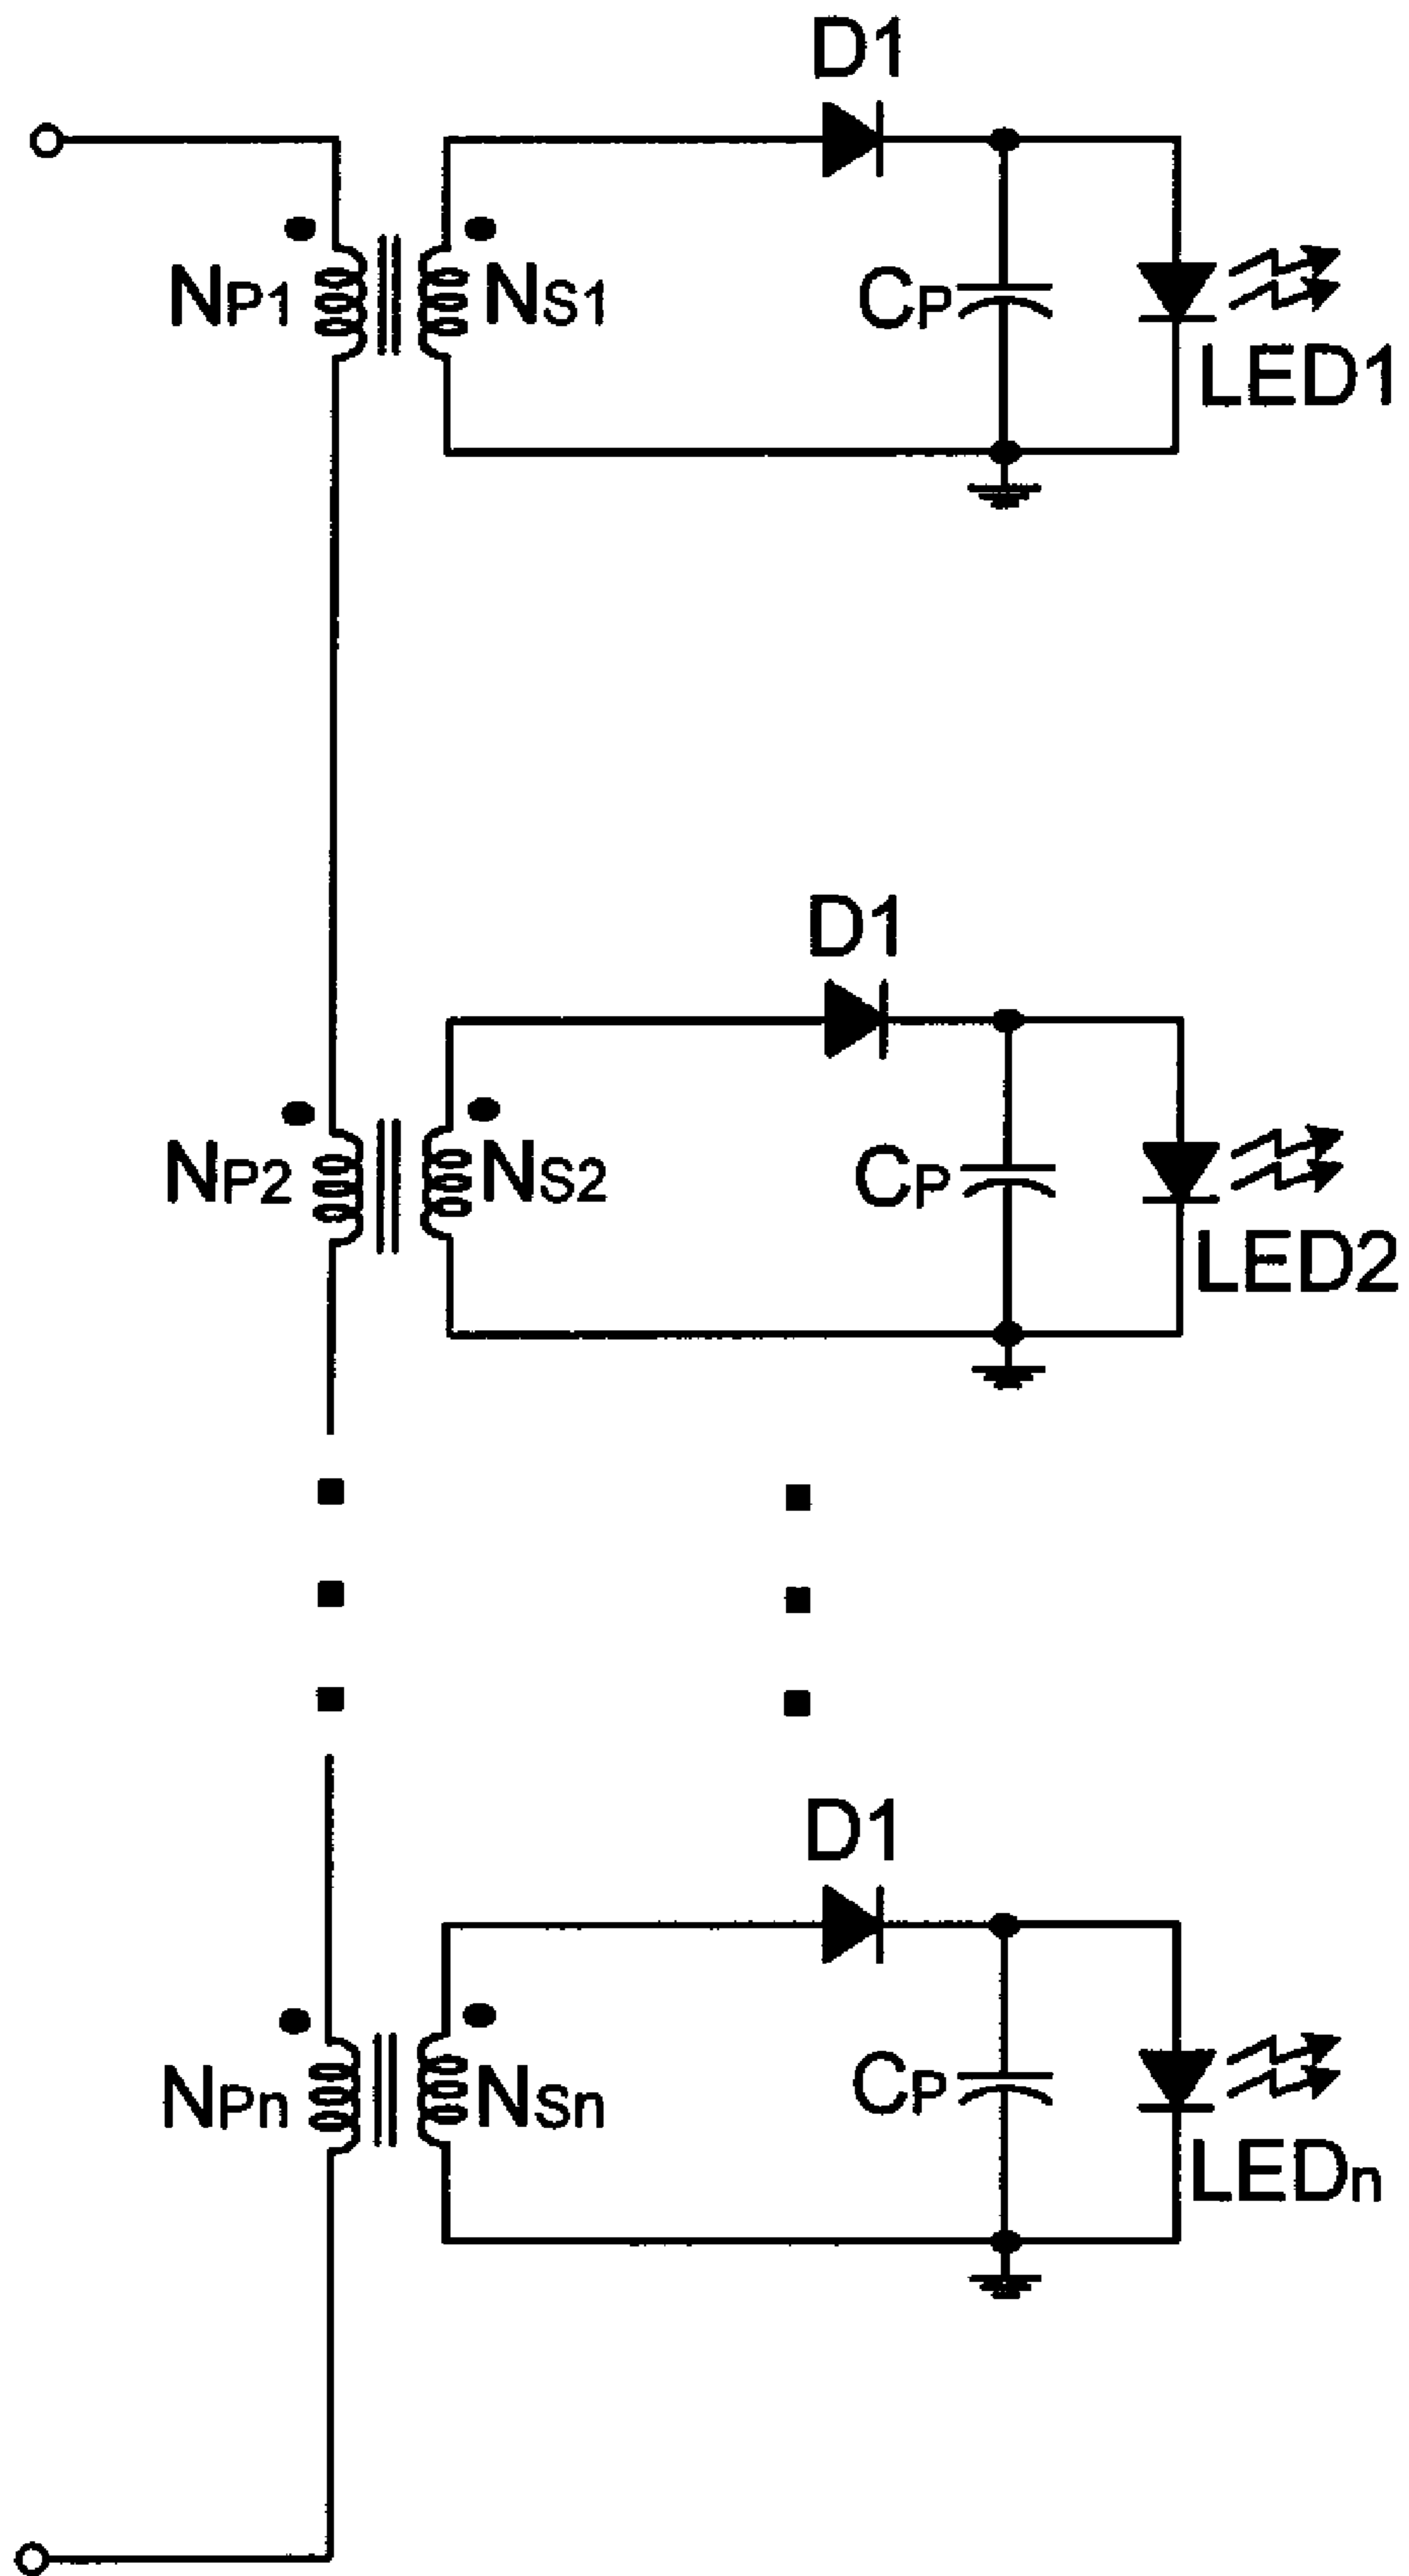 D1
NP1 NS1 CP
LED1
D1
NP2 NS2 CP
LED2
D1
NPn NSn CP
LEDn